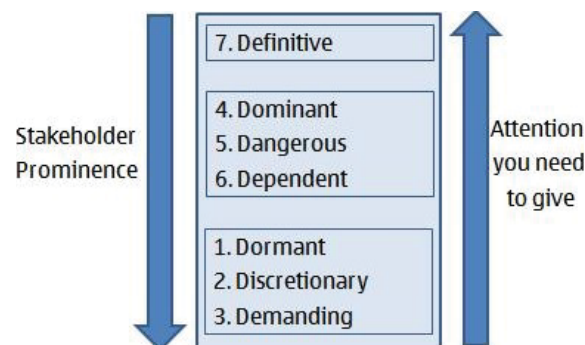 7. Definitive
4. Dominant
5. Dangerous
6. Dependent
Stakeholder
Prominence
Attention
you need
to give
1. Dormant
2. Discretionary
3. Demanding